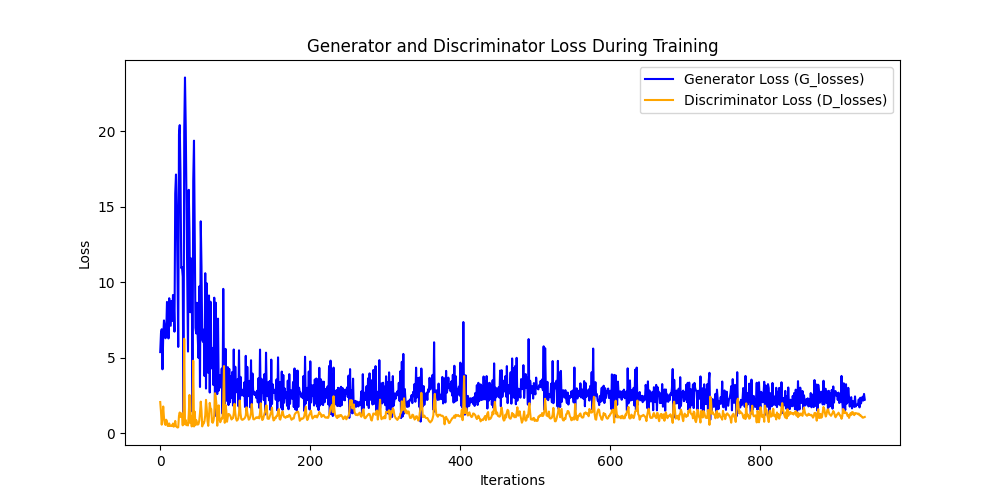 Generator and Discriminator Loss During Training
Generator Loss (G_losses)
Discriminator Loss (D_losses)
Loss
20
15
10
5
0
0 200 400 600 800
Iterations